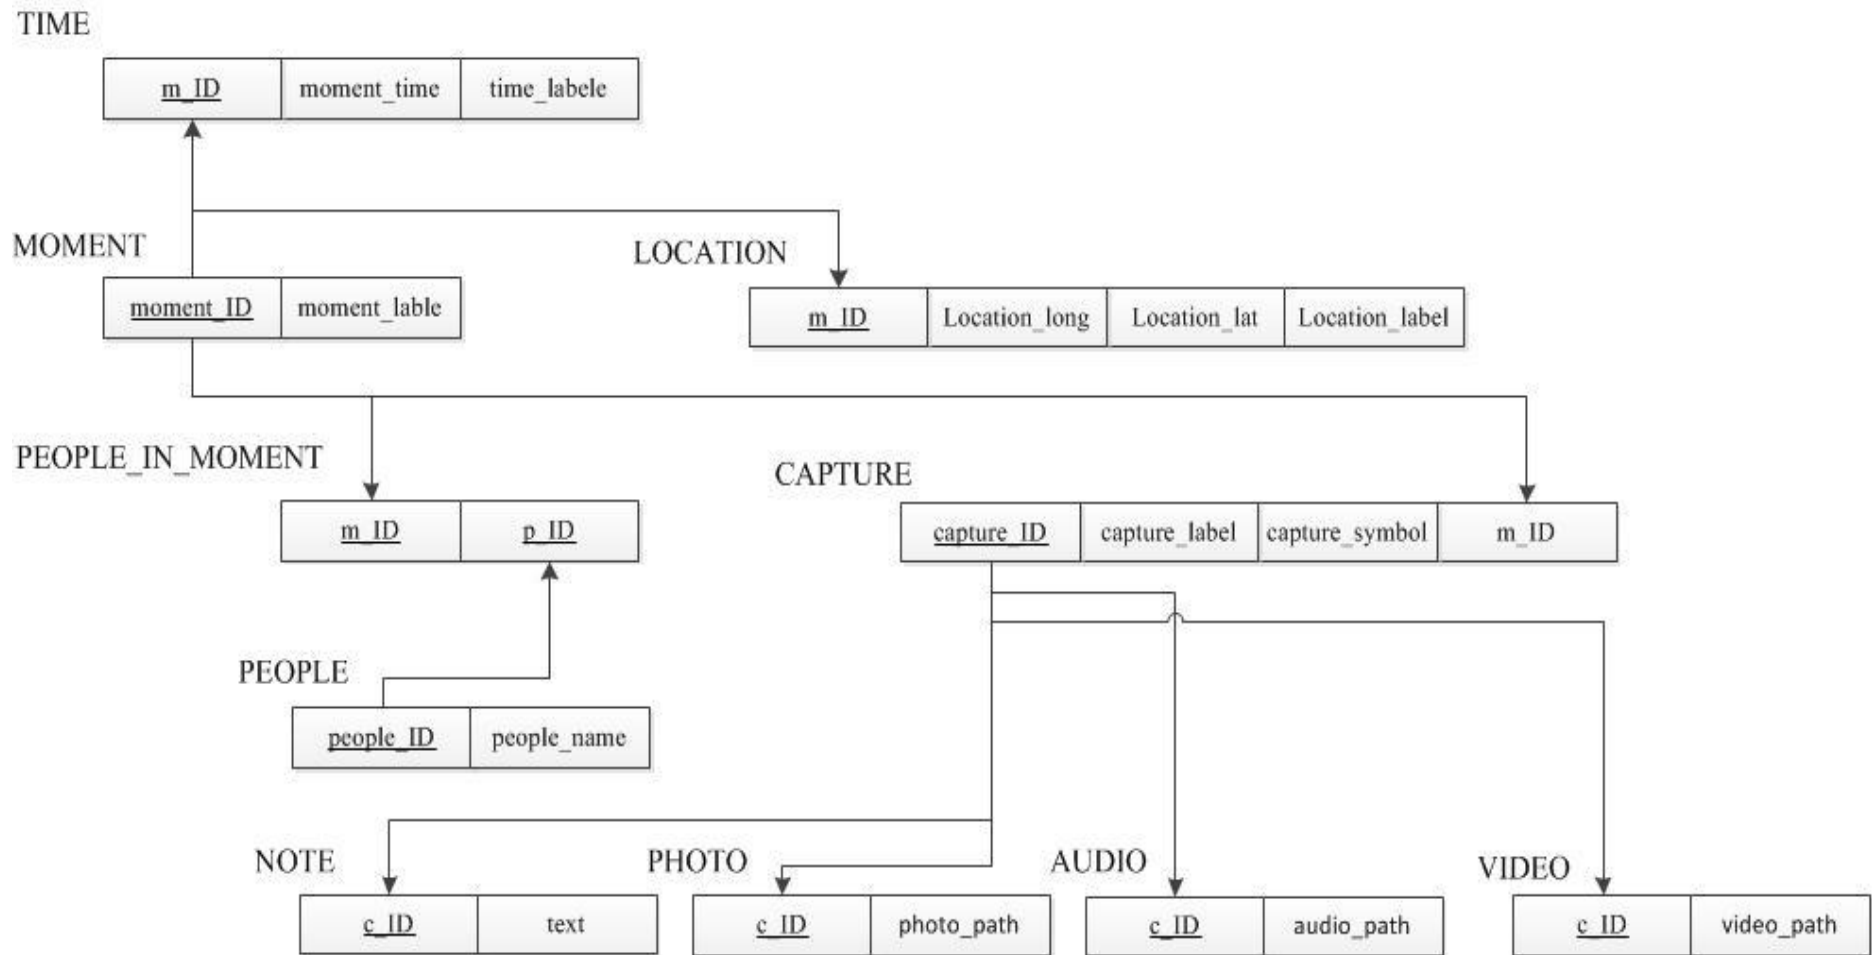 TIME
m_ID moment_time time_labele
MOMENT
moment_ID moment_lable
LOCATION
m_ID Location_long Location_lat Location_label
PEOPLE_IN_MOMENT
m_ID p_ID
CAPTURE
capture_ID capture_label capture_symbol m_ID
PEOPLE
people_ID people_name
NOTE
c_ID text
PHOTO
c_ID photo_path
AUDIO
c_ID audio_path
VIDEO
c_ID video_path